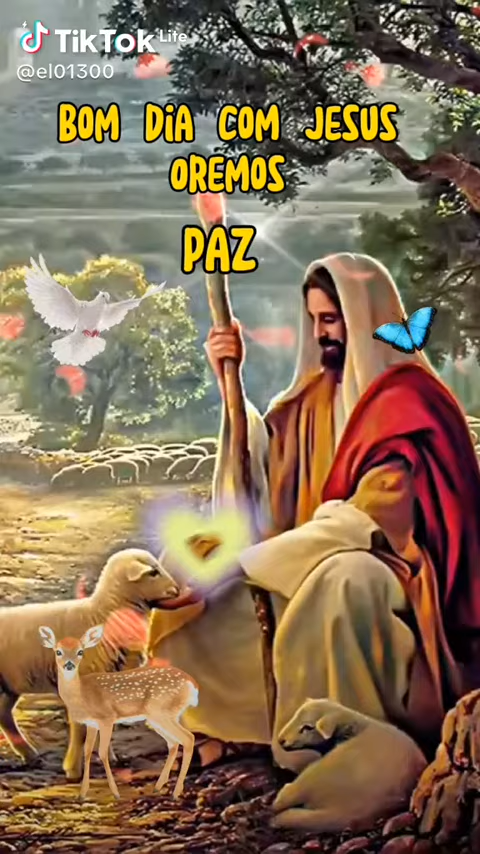 TikTok Lite
@el01300
BOM DiA COM JESUS
OREMOS
PAZ